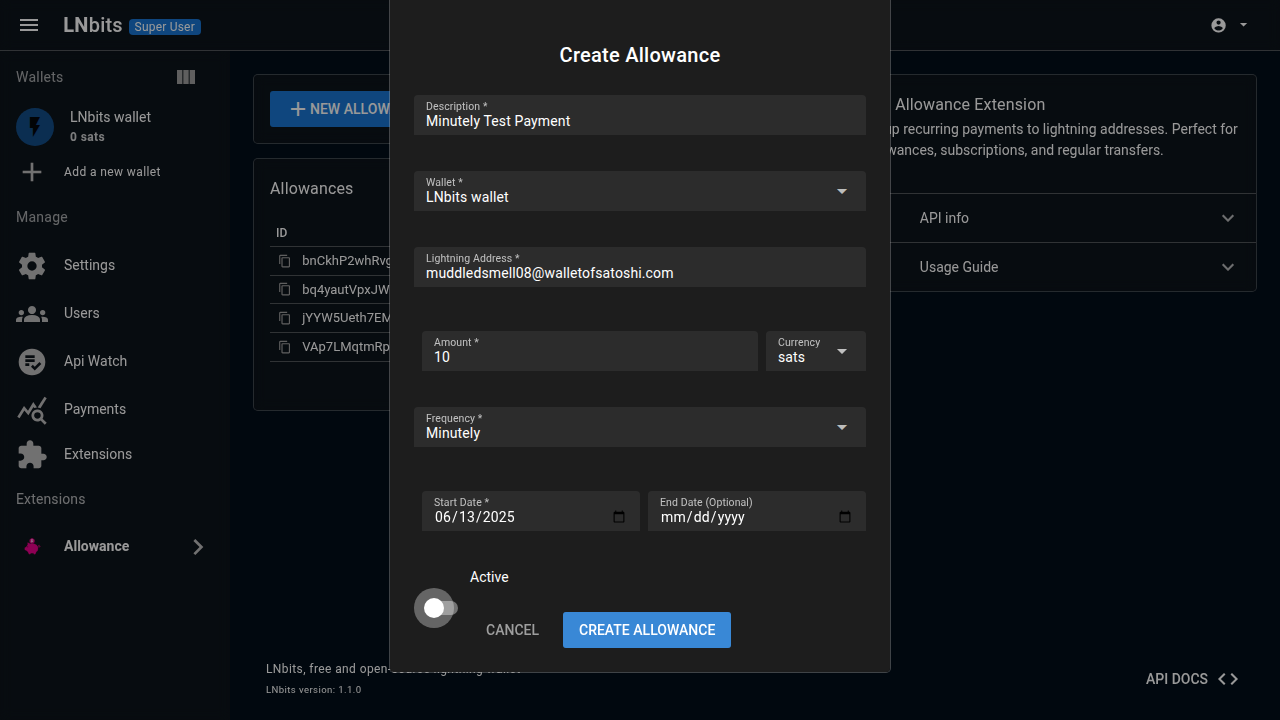 LNbits Super User
Wallets
LNbits wallet
0 sats
Add a new wallet
Manage
Settings
Users
Api Watch
Payments
Extensions
Extensions
Allowance
NEW ALLOW
Allowances
ID
bnCkhP2whRvg
bq4yautVpxJW
jYYW5Ueth7EM
VAp7LMqtmRp
Create Allowance
Description *
Minutely Test Payment
Wallet *
LNbits wallet
Lightning Address *
muddledsmell08@walletofsatoshi.com
Amount *
10
Currency
sats
Frequency *
Minutely
Start Date *
06/13/2025
End Date (Optional)
mm/dd/yyyy
Active
CANCEL
CREATE ALLOWANCE
Allowance Extension
up recurring payments to lightning addresses. Perfect for
wances, subscriptions, and regular transfers.
API info
Usage Guide
LNbits, free and open-source lightning wallet
LNbits version: 1.1.0
API DOCS